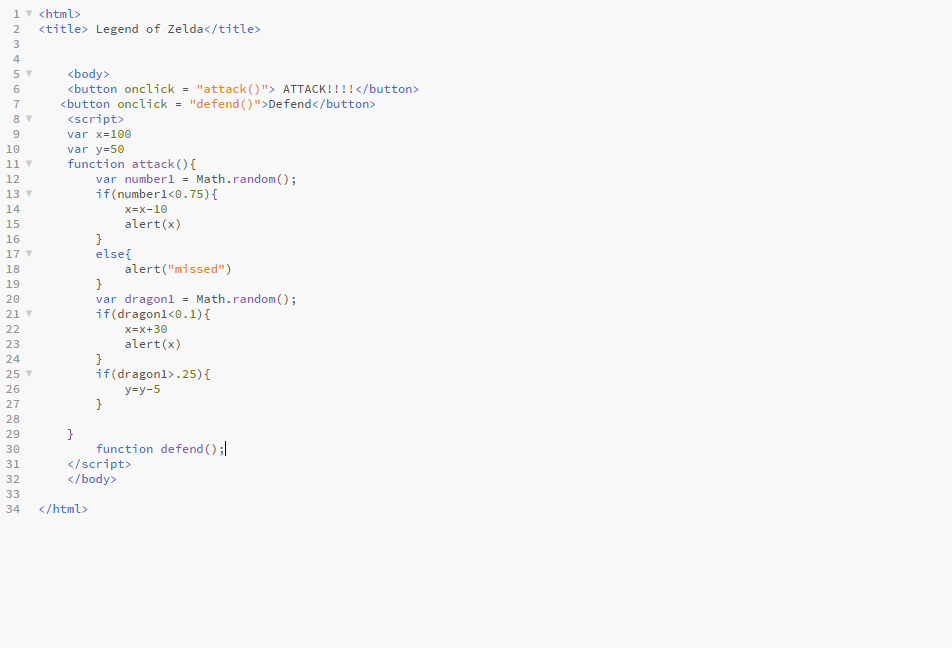 1 <html>
2 <title> Legend of Zelda</title>
3
4
5 <body>
6 <button onclick = "attack()"> ATTACK!!!!</button>
7 <button onclick = "defend()">Defend</button>
8 <script>
9 var x=100
10 var y=50
11 function attack(){
12 var number1 = Math.random();
13 if(number1<0.75){
14 x=x-10
15 alert(x)
16 }
17 else{
18 alert("missed")
19 }
20 var dragon1 = Math.random();
21 if(dragon1<0.1){
22 x=x+30
23 alert(x)
24 }
25 if(dragon1>.25){
26 y=y-5
27 }
28
29 }
30 function defend();
31 </script>
32 </body>
33
34 </html>